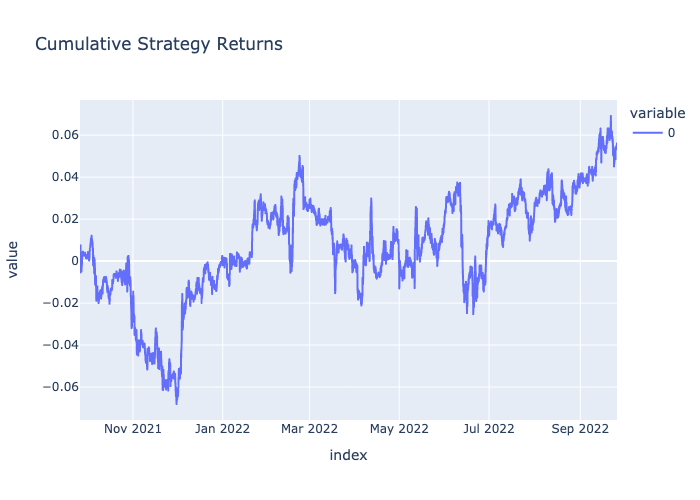 Cumulative Strategy Returns
variable
0
0.06
0.04
0.02
0
−0.02
−0.04
−0.06
value
Nov 2021 Jan 2022 Mar 2022 May 2022 Jul 2022 Sep 2022
index